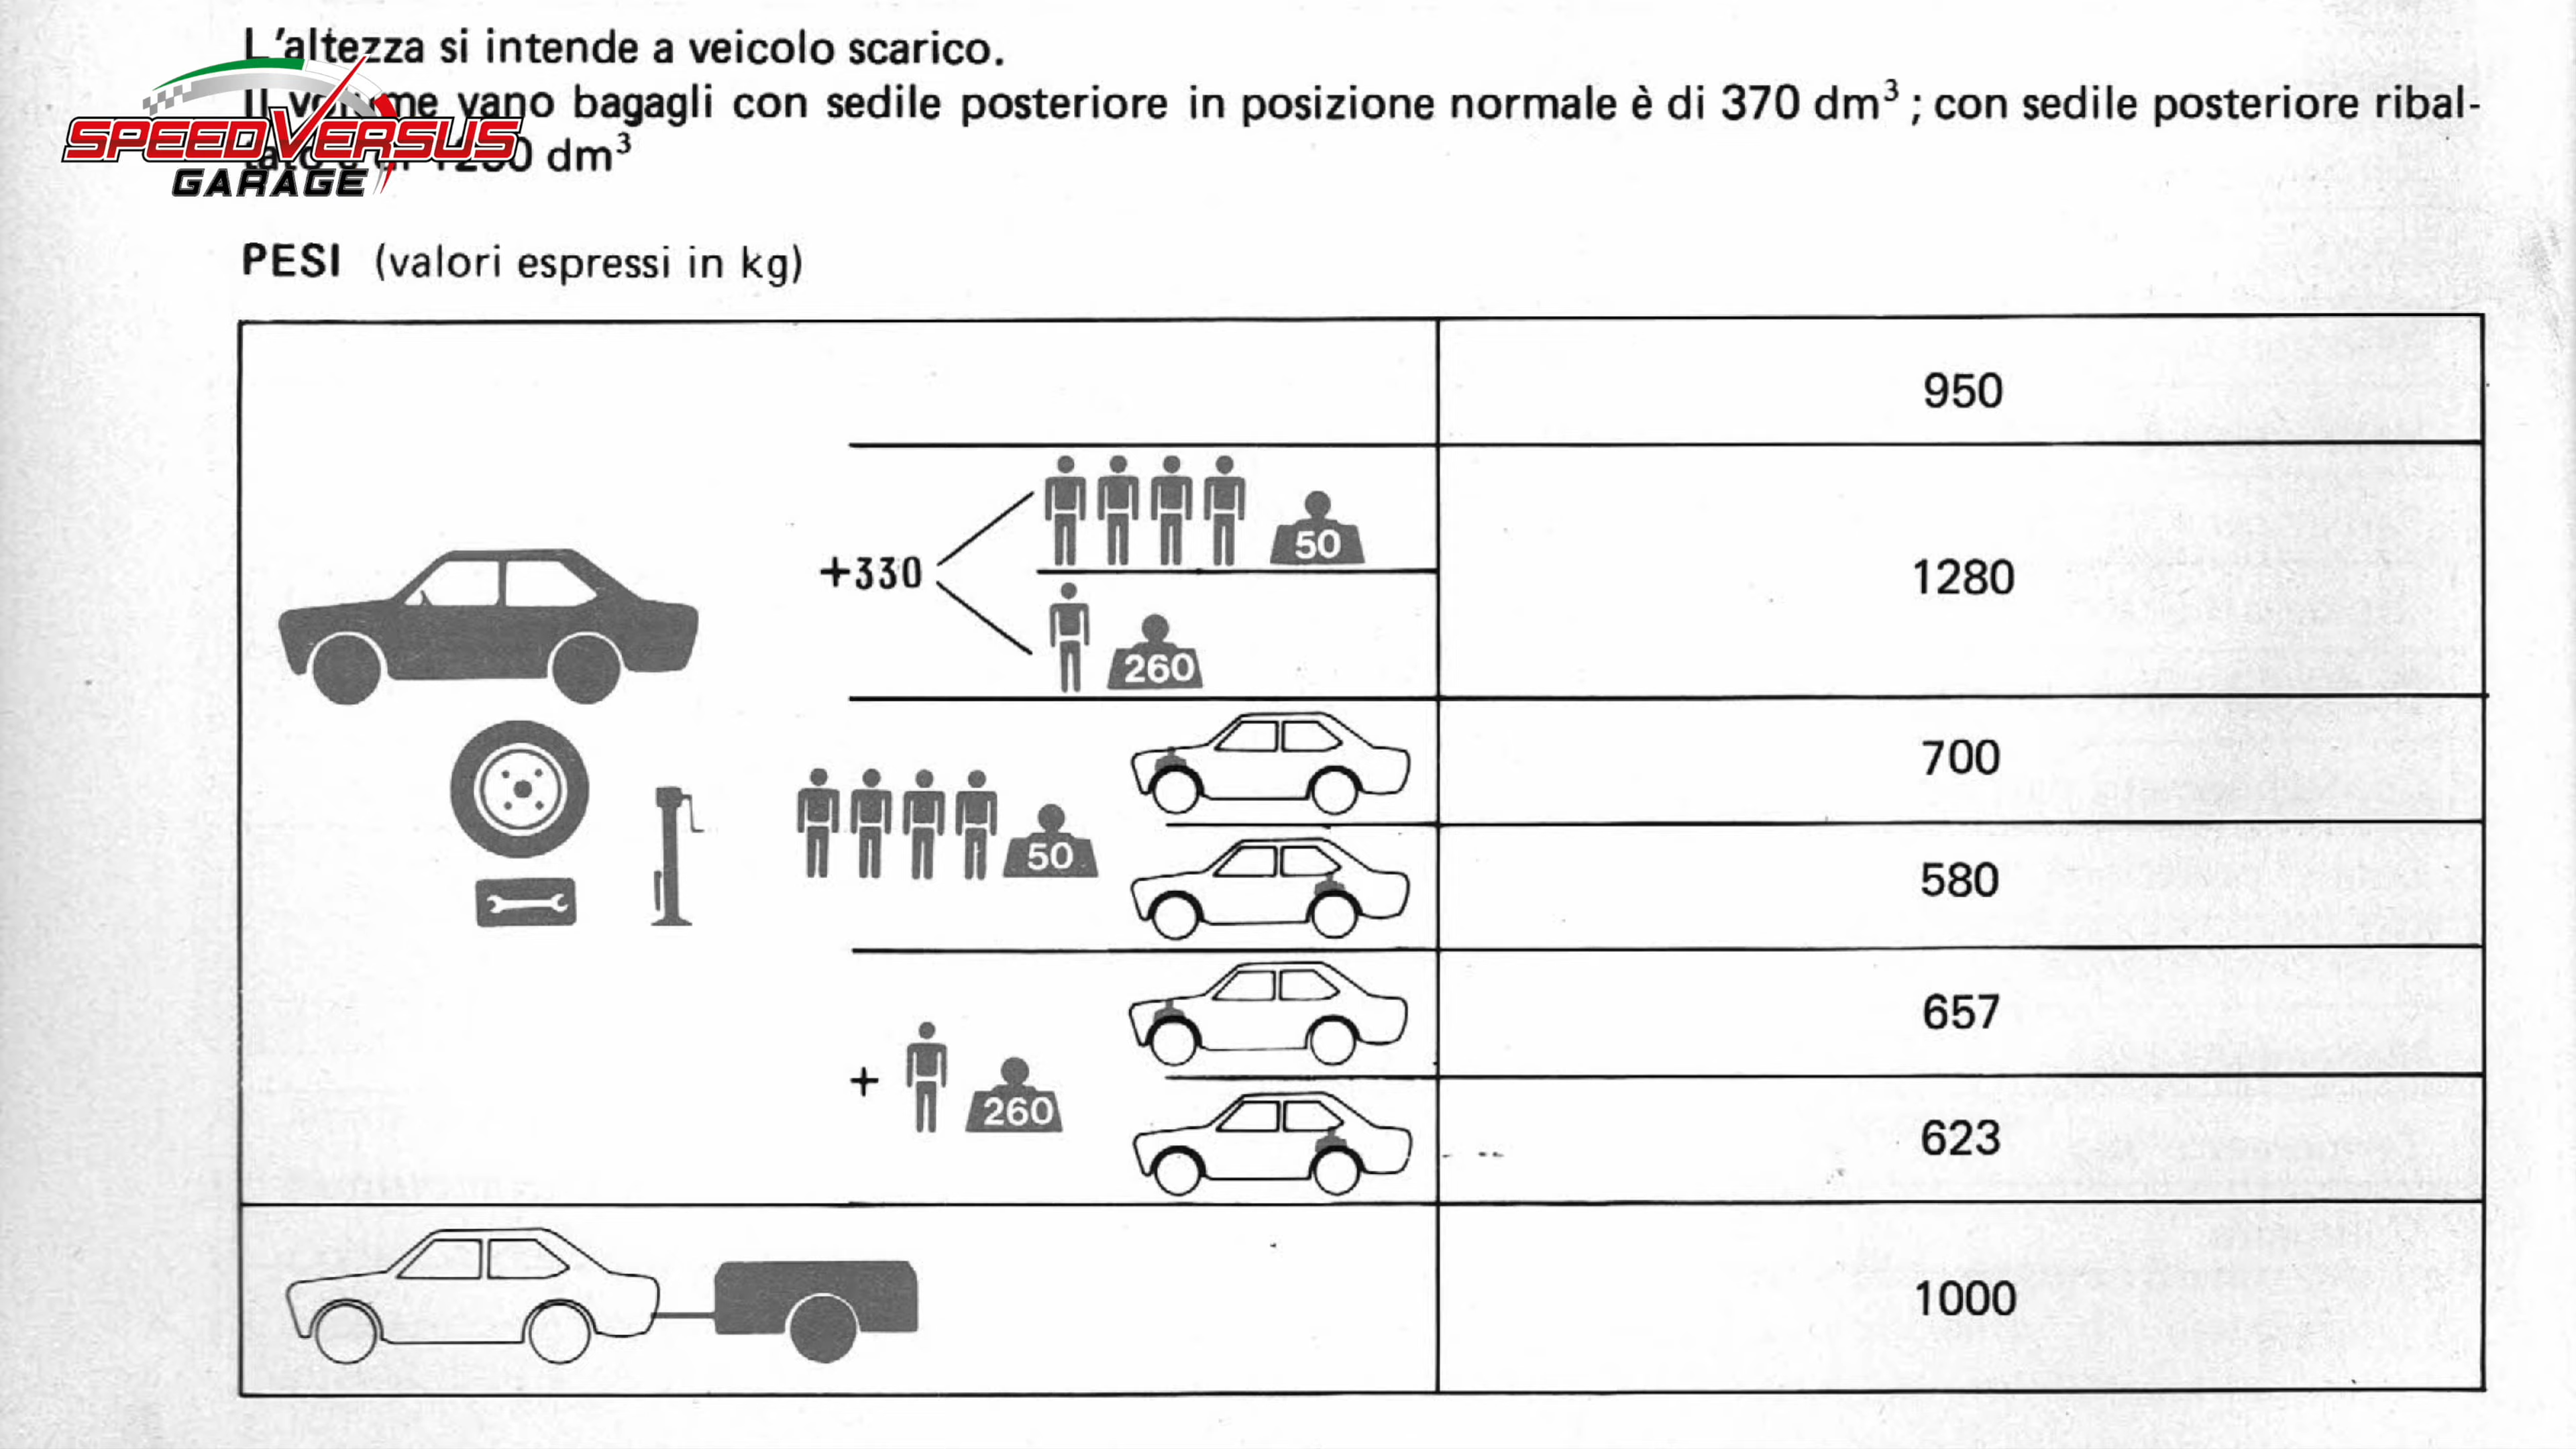 L'altezza si intende a veicolo scarico.
vano bagagli con sedile posteriore in posizione normale è di 370 dm³ ; con sedile posteriore ribal-
dm³
SPEEDVERSUS
GARAGE
PESI (valori espressi in kg)
950
+330
50
1280
260
700
50
580
657
+
260
623
1000